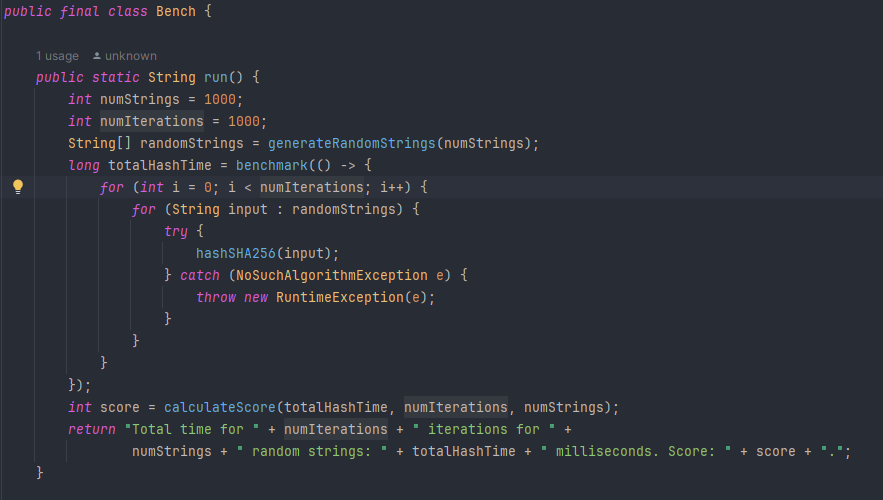 public final class Bench {
1 usage unknown
public static String run() {
int numStrings = 1000;
int numIterations = 1000;
String[] randomStrings = generateRandomStrings(numStrings);
long totalHashTime = benchmark(() -> {
for (int i = 0; i < numIterations; i++) {
for (String input : randomStrings) {
try {
hashSHA256(input);
} catch (NoSuchAlgorithmException e) {
throw new RuntimeException(e);
}
}
}
});
int score = calculateScore(totalHashTime, numIterations, numStrings);
return "Total time for " + numIterations + " iterations for " +
numStrings + " random strings: " + totalHashTime + " milliseconds. Score: " + score + ".";
}